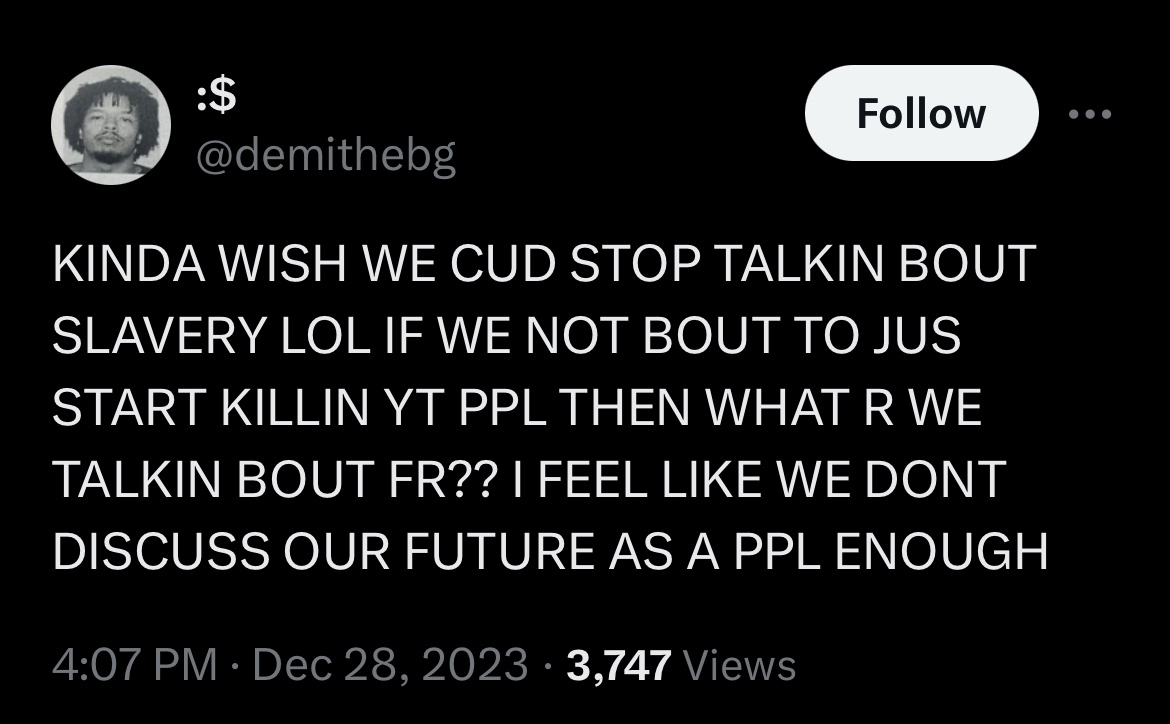 :$
Follow
@demithebg
KINDA WISH WE CUD STOP TALKIN BOUT
SLAVERY LOL IF WE NOT BOUT TO JUS
START KILLIN YT PPL THEN WHAT R WE
TALKIN BOUT FR?? I FEEL LIKE WE DONT
DISCUSS OUR FUTURE AS A PPL ENOUGH
4:07 PM · Dec 28, 2023 · 3,747 Views